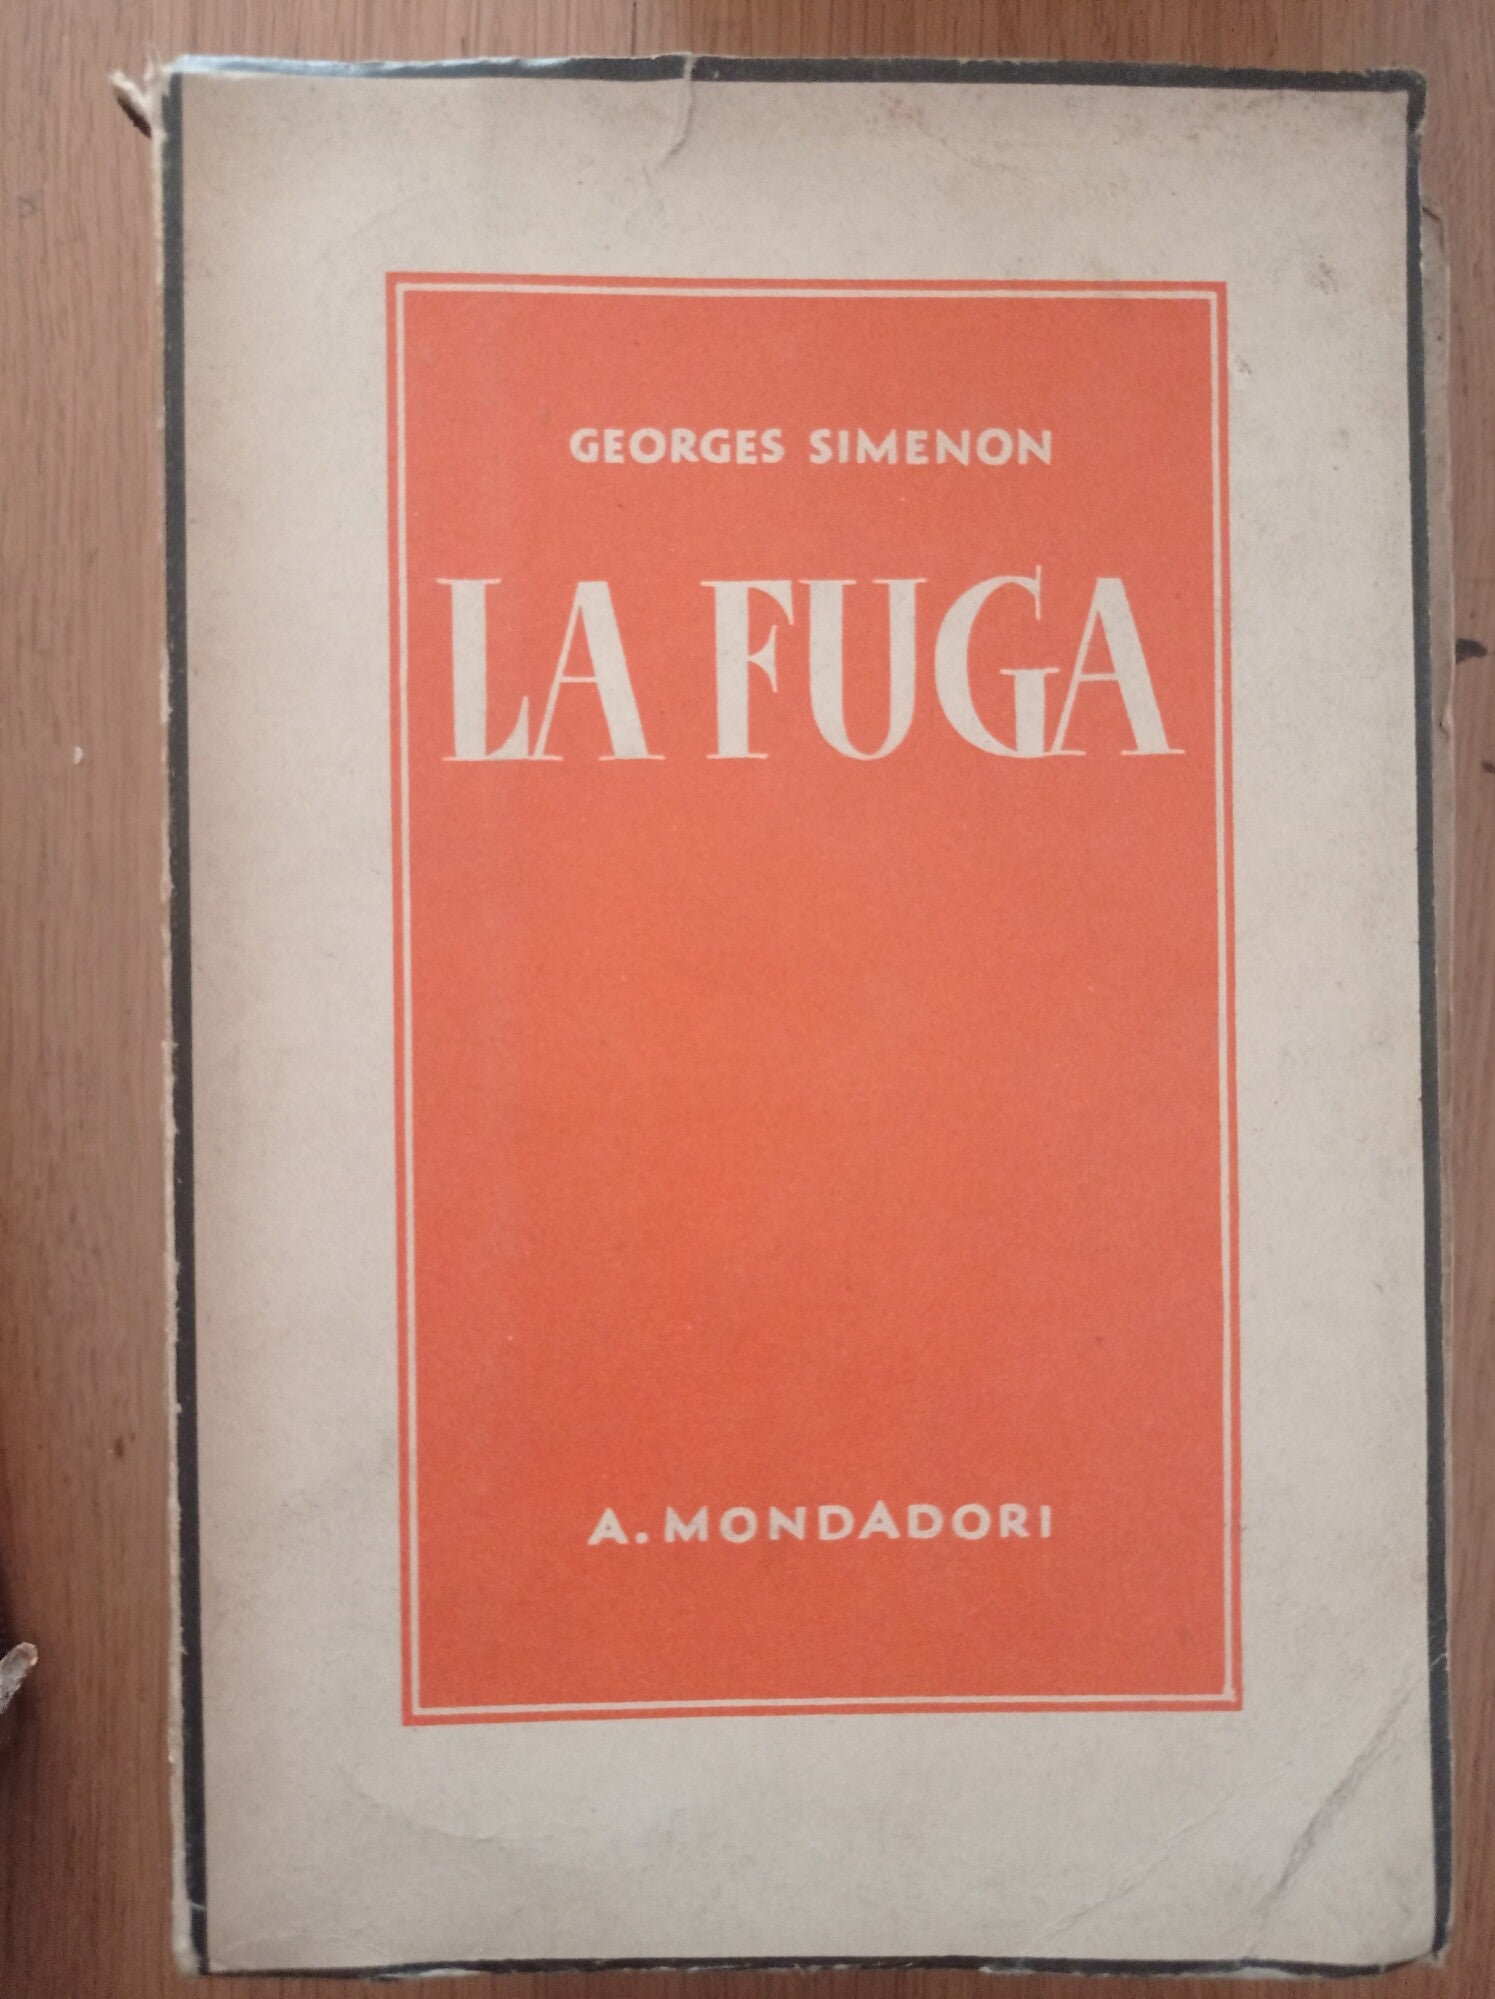 GEORGES SIMENON
LA FUGA
A. MONDADORI